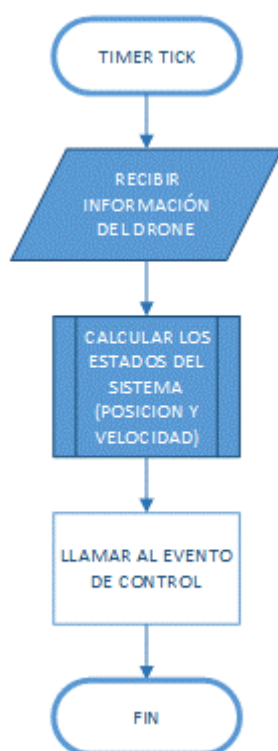 TIMER TICK
RECIBIR
INFORMACIÓN
DEL DRONE
CALCULAR LOS
ESTADOS DEL
SISTEMA
(POSICION Y
VELOCIDAD)
LLAMAR AL EVENTO
DE CONTROL
FIN